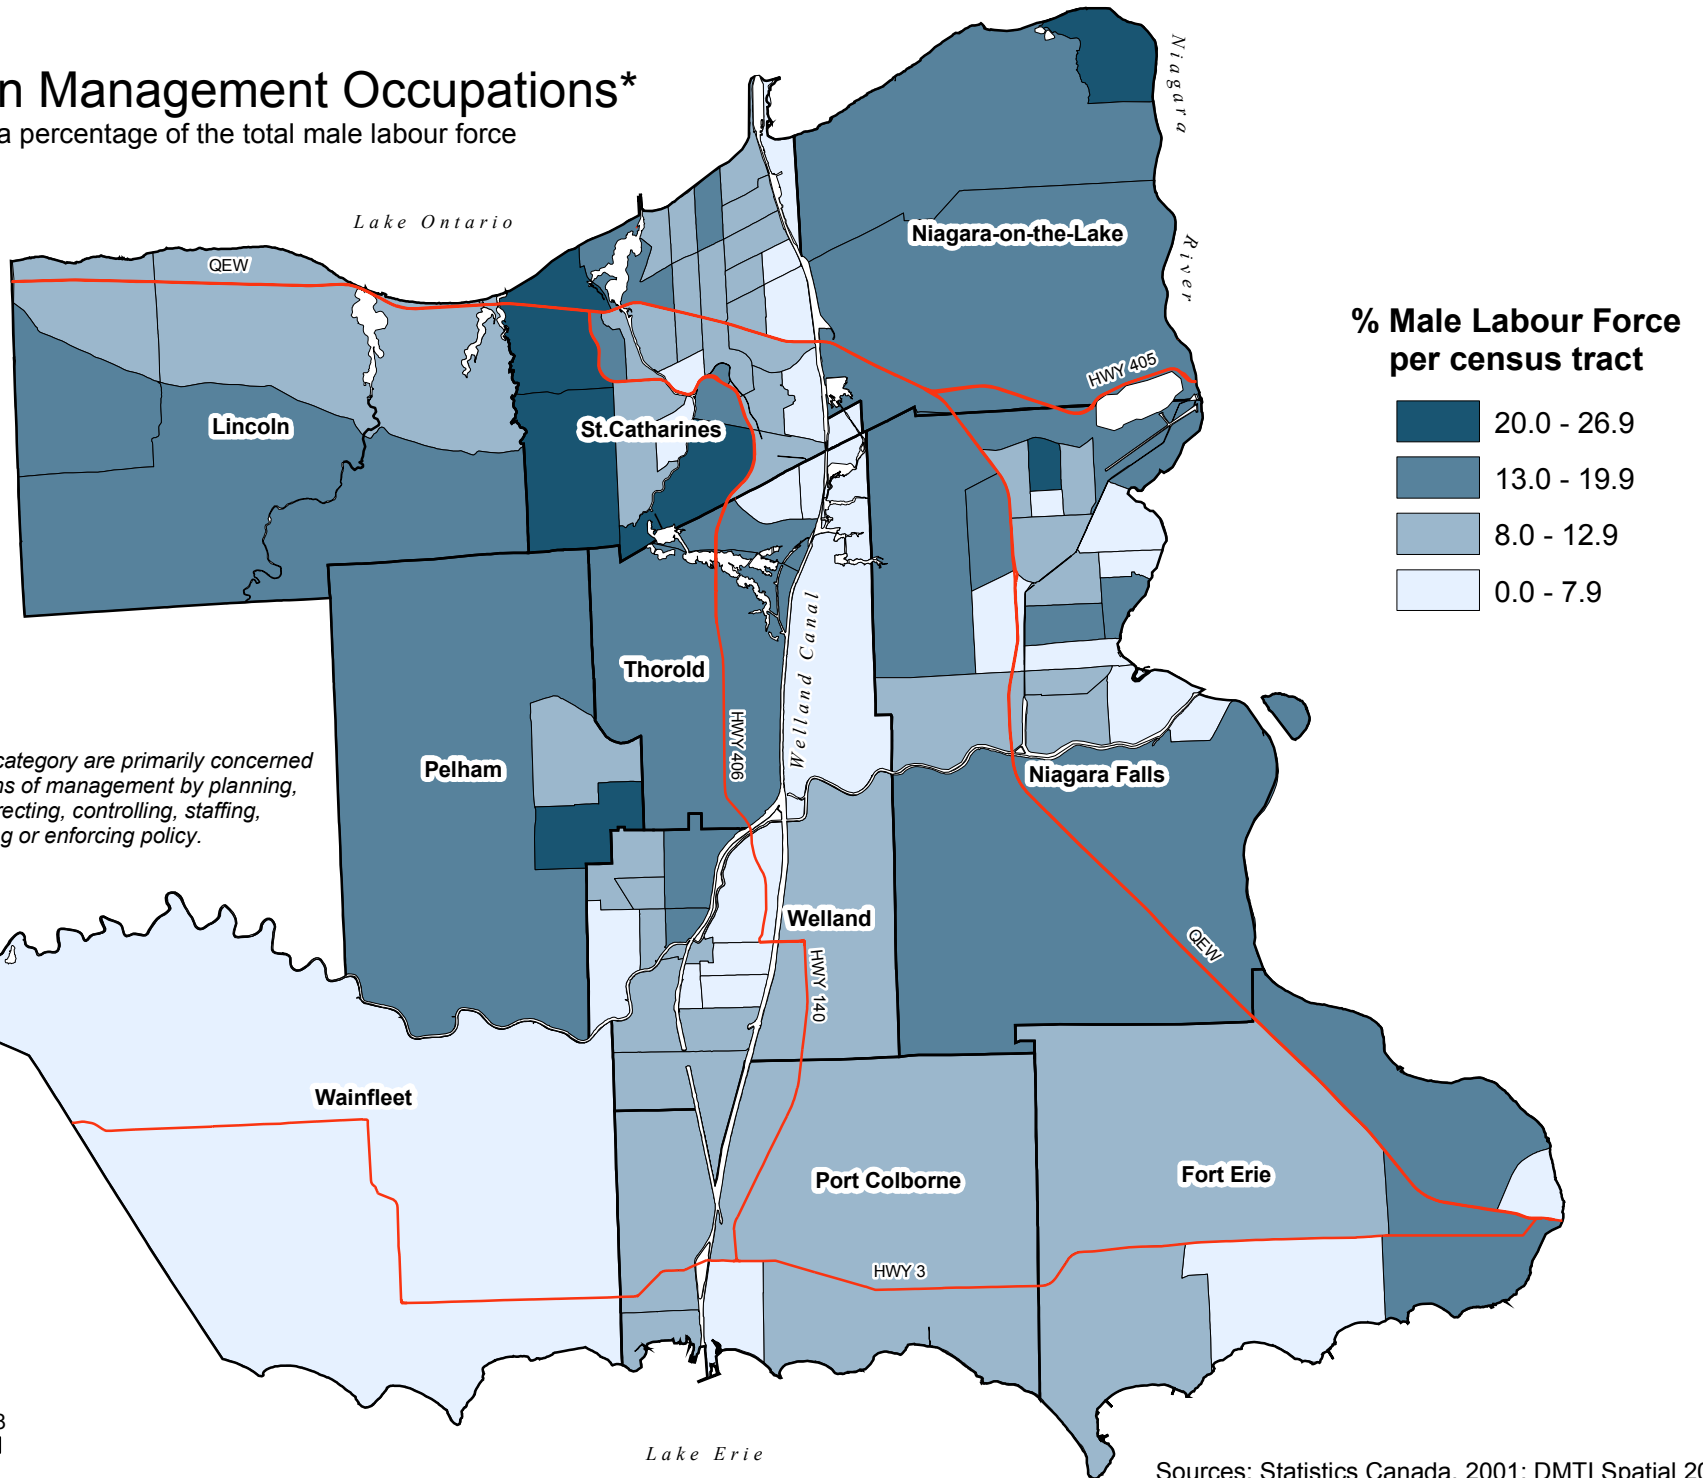 n Management Occupations*
a percentage of the total male labour force
Niagara
River
Lake Ontario
QEW
Niagara-on-the-Lake
% Male Labour Force
per census tract
20.0 - 26.9
13.0 - 19.9
8.0 - 12.9
0.0 - 7.9
HWY 405
Lincoln
St.Catharines
Thorold
Welland Canal
HWY 406
category are primarily concerned
ns of management by planning,
recting, controlling, staffing,
g or enforcing policy.
Pelham
Niagara Falls
Welland
QEW
HWY 140
Wainfleet
Port Colborne
Fort Erie
HWY 3
Lake Erie
Sources: Statistics Canada, 2001; DMTI Spatial 20